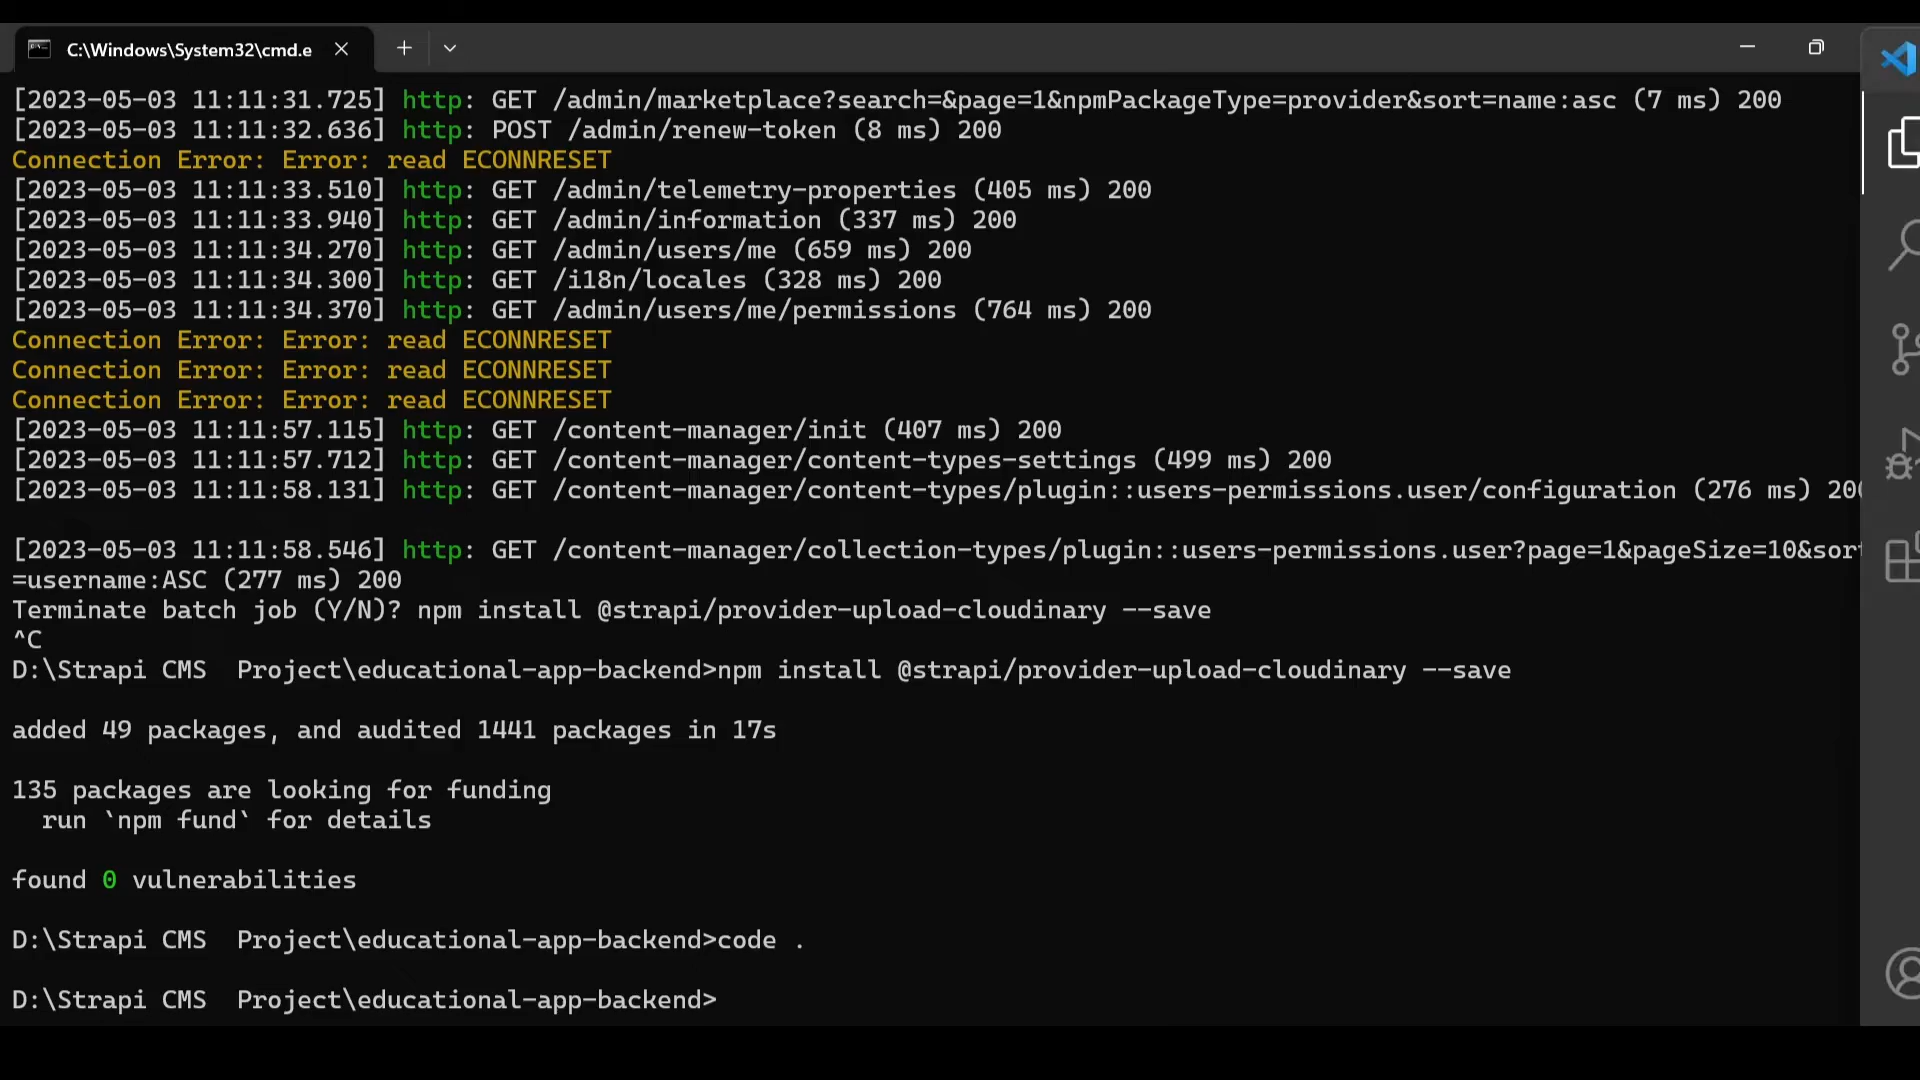 C:\Windows\System32\cmd.e
[2023-05-03 11:11:31.725] http: GET /admin/marketplace?search=&page=1&npmPackageType=provider&sort=name:asc (7 ms) 200
[2023-05-03 11:11:32.636] http: POST /admin/renew-token (8 ms) 200
Connection Error: Error: read ECONNRESET
[2023-05-03 11:11:33.510] http: GET /admin/telemetry-properties (405 ms) 200
[2023-05-03 11:11:33.940] http: GET /admin/information (337 ms) 200
[2023-05-03 11:11:34.270] http: GET /admin/users/me (659 ms) 200
[2023-05-03 11:11:34.300] http: GET /i18n/locales (328 ms) 200
[2023-05-03 11:11:34.370] http: GET /admin/users/me/permissions (764 ms) 200
Connection Error: Error: read ECONNRESET
Connection Error: Error: read ECONNRESET
Connection Error: Error: read ECONNRESET
[2023-05-03 11:11:57.115] http: GET /content-manager/init (407 ms) 200
[2023-05-03 11:11:57.712] http: GET /content-manager/content-types-settings (499 ms) 200
[2023-05-03 11:11:58.131] http: GET /content-manager/content-types/plugin::users-permissions.user/configuration (276 ms) 200
[2023-05-03 11:11:58.546] http: GET /content-manager/collection-types/plugin::users-permissions.user?page=1&pageSize=10&sort
=username:ASC (277 ms) 200
Terminate batch job (Y/N)? npm install @strapi/provider-upload-cloudinary --save
^C
D:\Strapi CMS  Project\educational-app-backend>npm install @strapi/provider-upload-cloudinary --save
added 49 packages, and audited 1441 packages in 17s
135 packages are looking for funding
  run `npm fund` for details
found 0 vulnerabilities
D:\Strapi CMS  Project\educational-app-backend>code .
D:\Strapi CMS  Project\educational-app-backend>